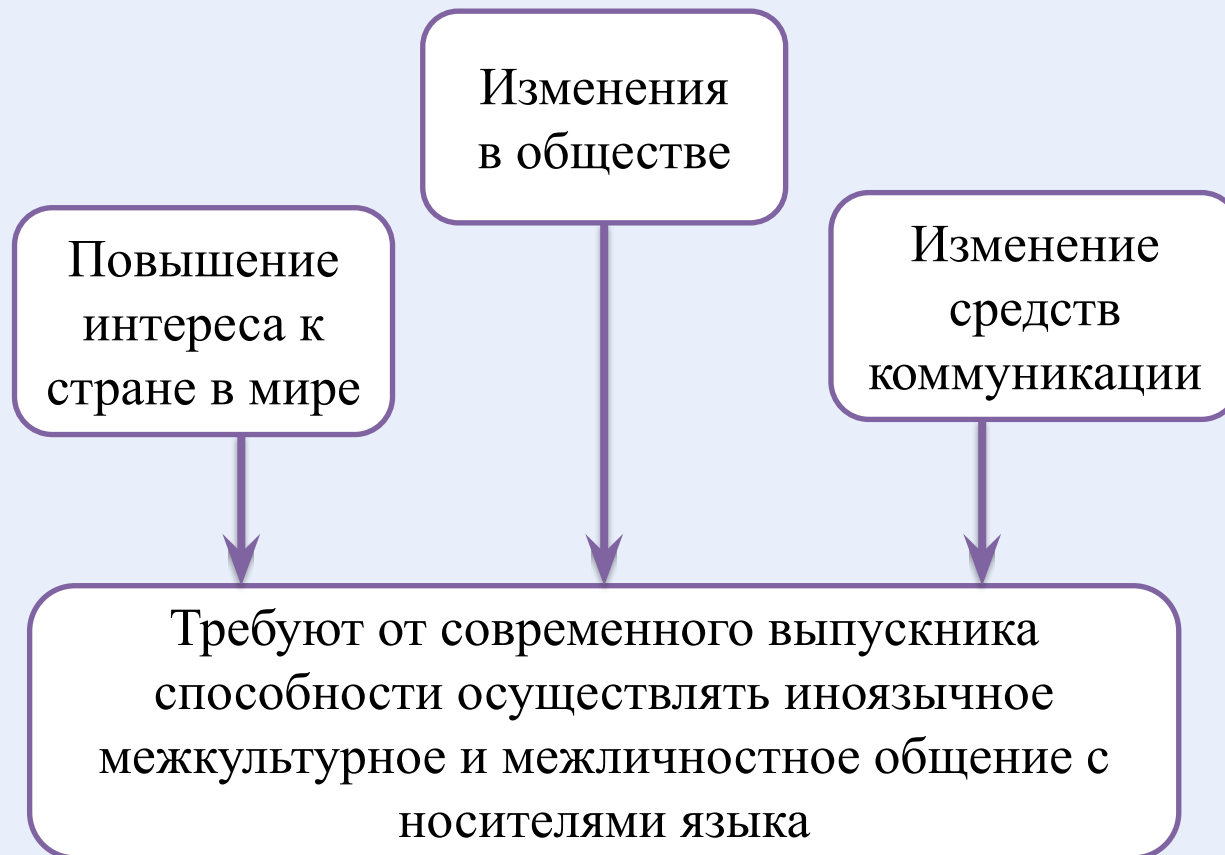 Изменения
в обществе
Повышение
интереса к
стране в мире
Изменение
средств
коммуникации
Требуют от современного выпускника
способности осуществлять иноязычное
межкультурное и межличностное общение с
носителями языка